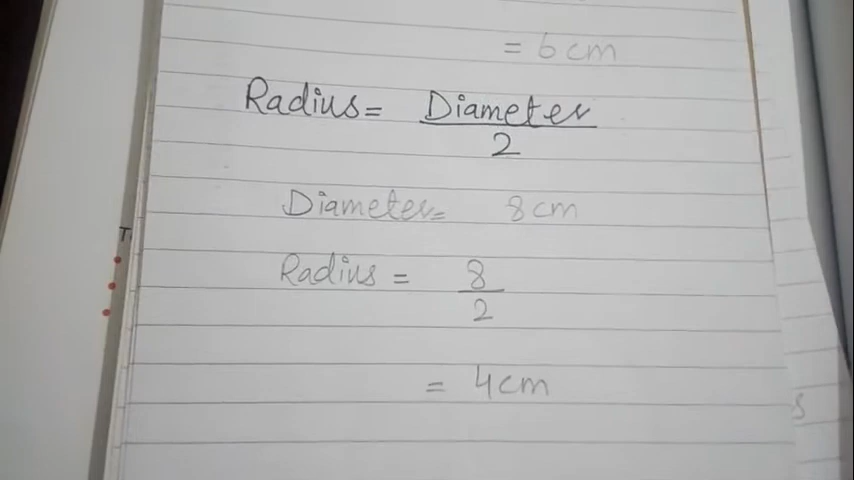 = 6 cm
Radius = Diameter
2
Diameter = 8 cm
Radius = 8
2
= 4 cm